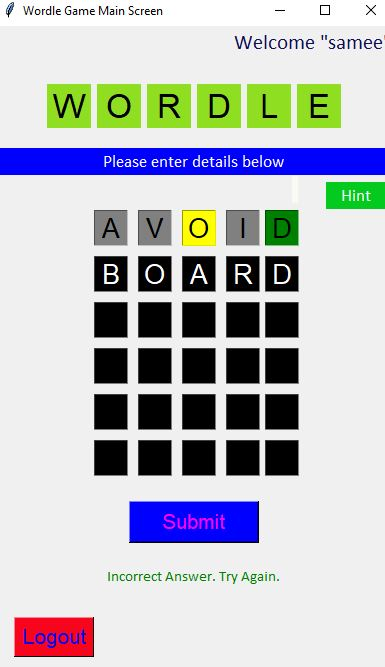 Wordle Game Main Screen
Welcome "samee"
W O R D L E
Please enter details below
Hint
A V O I D
B O A R D
Submit
Incorrect Answer. Try Again.
Logout